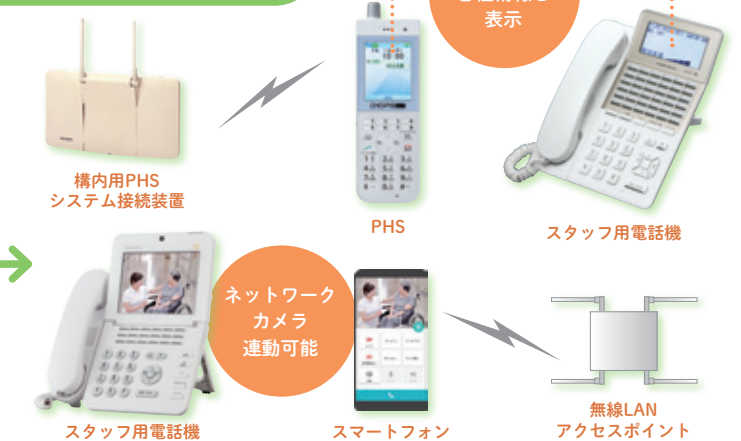 表示
構内用PHS
システム接続装置
PHS
スタッフ用電話機
ネットワーク
カメラ
連動可能
スタッフ用電話機
スマートフォン
無線LAN
アクセスポイント